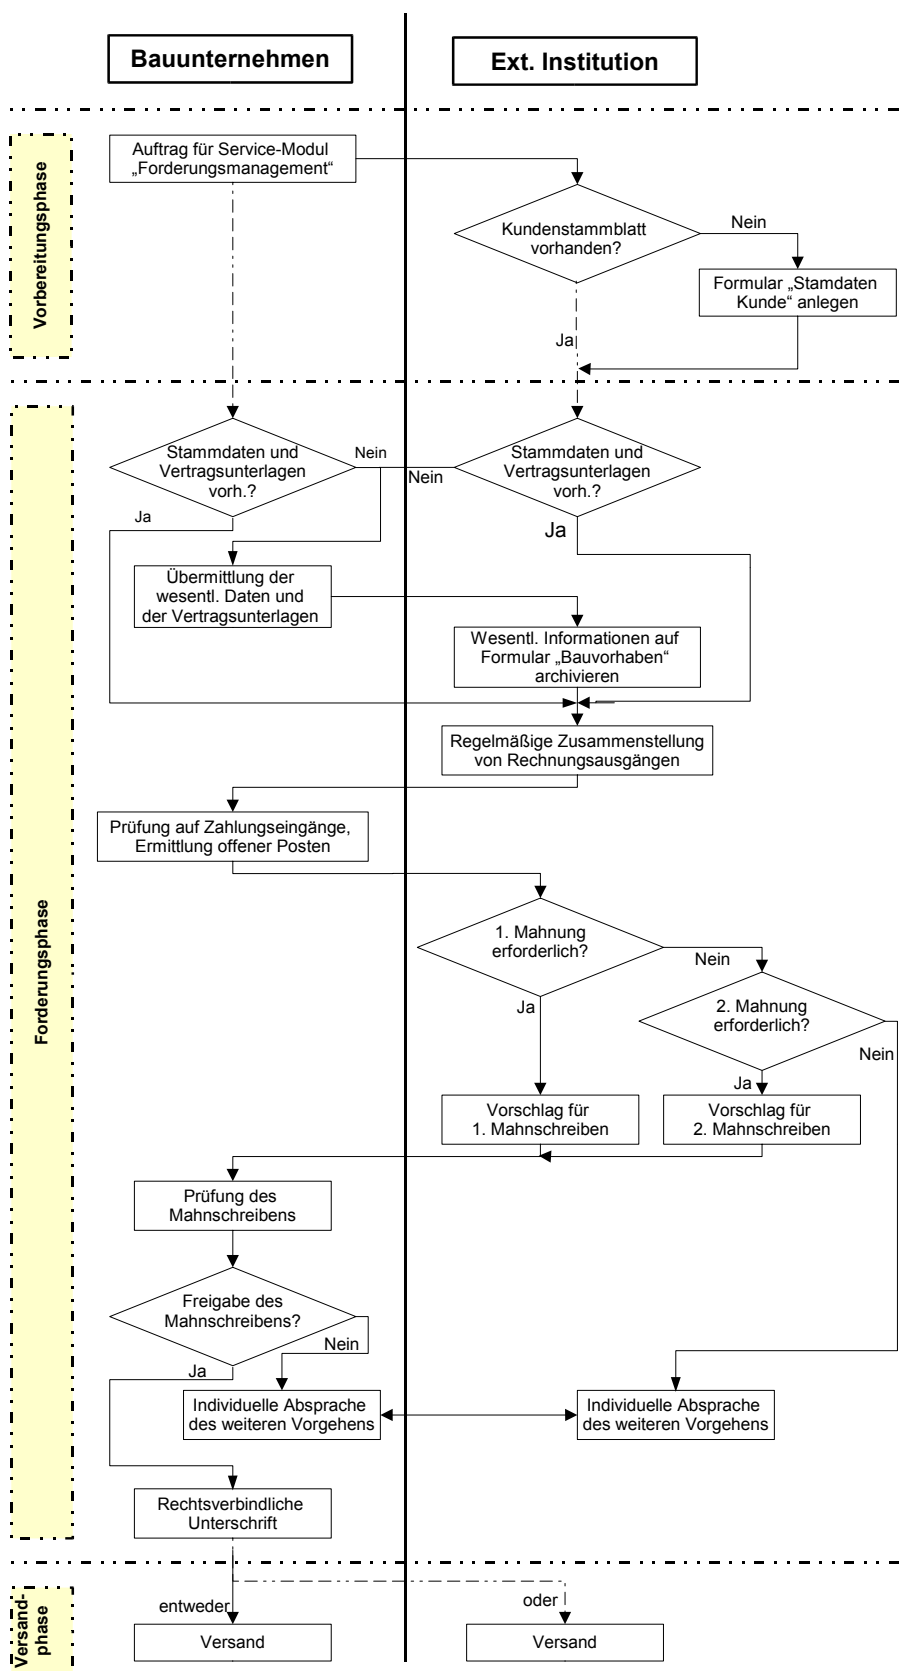 Bauunternehmen
Ext. Institution
Vorbereitungsphase
Auftrag für Service-Modul
„Forderungsmanagement“
Kundenstammblatt
vorhanden?
Nein
Formular „Stamdaten
Kunde“ anlegen
Ja
Forderungsphase
Stammdaten und
Vertragsunterlagen
vorh.?
Nein
Nein
Stammdaten und
Vertragsunterlagen
vorh.?
Ja
Ja
Übermittlung der
wesentl. Daten und
der Vertragsunterlagen
Wesentl. Informationen auf
Formular „Bauvorhaben“
archivieren
Regelmäßige Zusammenstellung
von Rechnungsausgängen
Prüfung auf Zahlungseingänge,
Ermittlung offener Posten
1. Mahnung
erforderlich?
Nein
Ja
2. Mahnung
erforderlich?
Nein
Ja
Vorschlag für
1. Mahnschreiben
Vorschlag für
2. Mahnschreiben
Prüfung des
Mahnschreibens
Freigabe des
Mahnschreibens?
Nein
Ja
Individuelle Absprache
des weiteren Vorgehens
Individuelle Absprache
des weiteren Vorgehens
Rechtsverbindliche
Unterschrift
Versand-
phase
entweder
oder
Versand
Versand